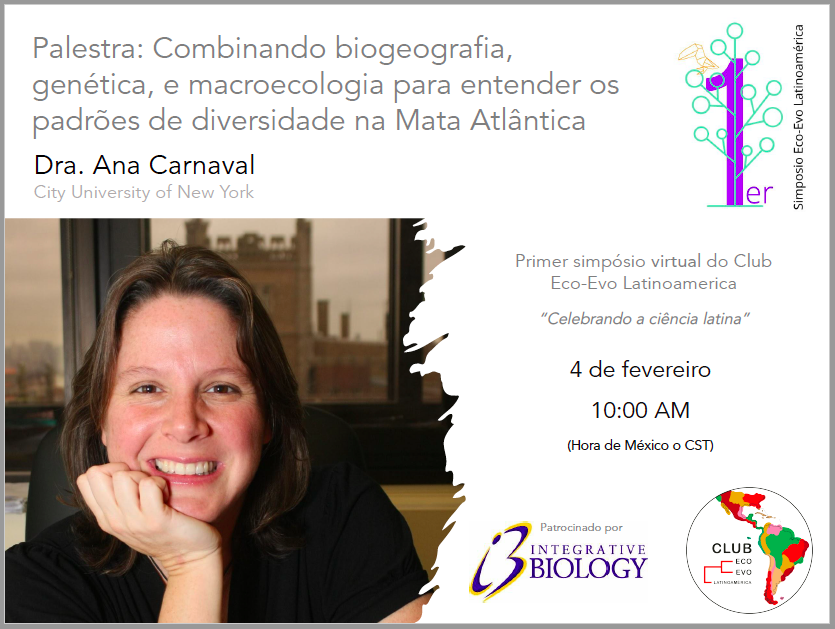 Palestra: Combinando biogeografia,
genética, e macroecologia para entender os
padrões de diversidade na Mata Atlântica
Dra. Ana Carnaval
City University of New York
1er
Simposio Eco-Evo Latinoamérica
Primer simpósio virtual do Club
Eco-Evo Latinoamerica
“Celebrando a ciência latina”
4 de fevereiro
10:00 AM
(Hora de México o CST)
Patrocinado por
INTEGRATIVE
BIOLOGY
CLUB
ECO
EVO
LATINOAMERICA